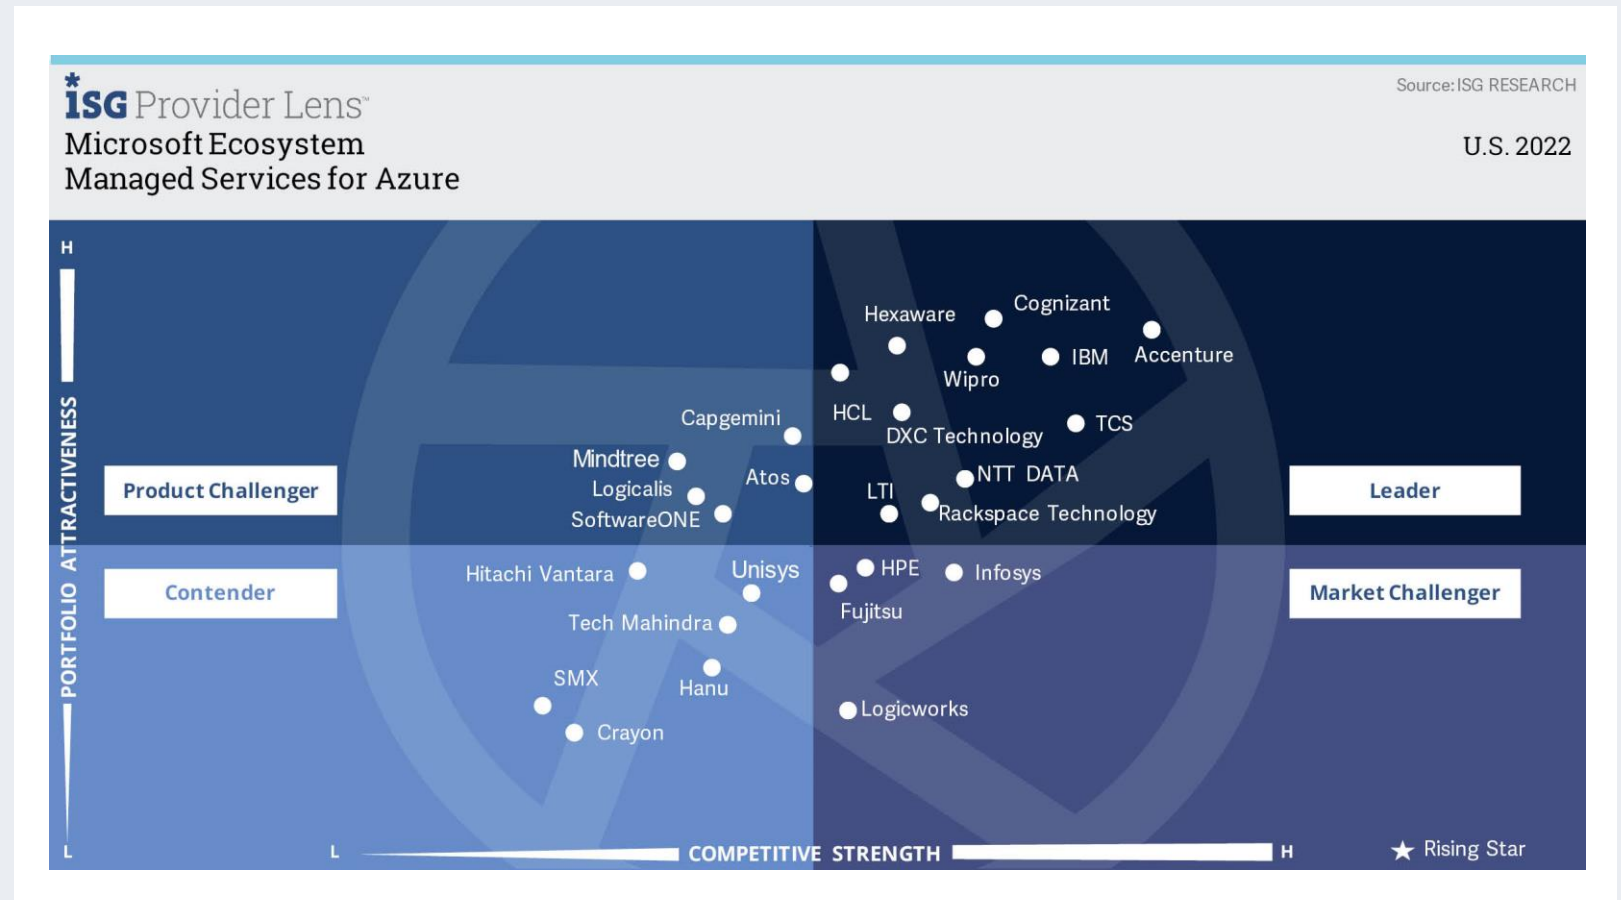 ISG Provider Lens™
Source: ISG RESEARCH
Microsoft Ecosystem
Managed Services for Azure
U.S. 2022
H
PORTFOLIO ATTRACTIVENESS
L
Product Challenger
Leader
Contender
Market Challenger
Cognizant
Hexaware
Accenture
IBM
Wipro
HCL
TCS
DXC Technology
Capgemini
Mindtree
NTT DATA
Atos
Logicalis
LTI
Rackspace Technology
SoftwareONE
Hitachi Vantara
Unisys
HPE
Infosys
Fujitsu
Tech Mahindra
SMX
Hanu
Logicworks
Crayon
L
COMPETITIVE STRENGTH
H
Rising Star